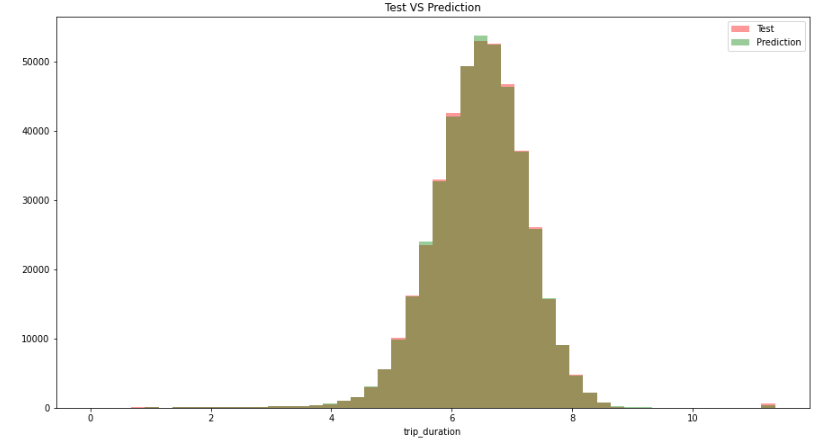 Test VS Prediction
Test
Prediction
50000
40000
30000
20000
10000
0
0 2 4 6 8 10
trip_duration